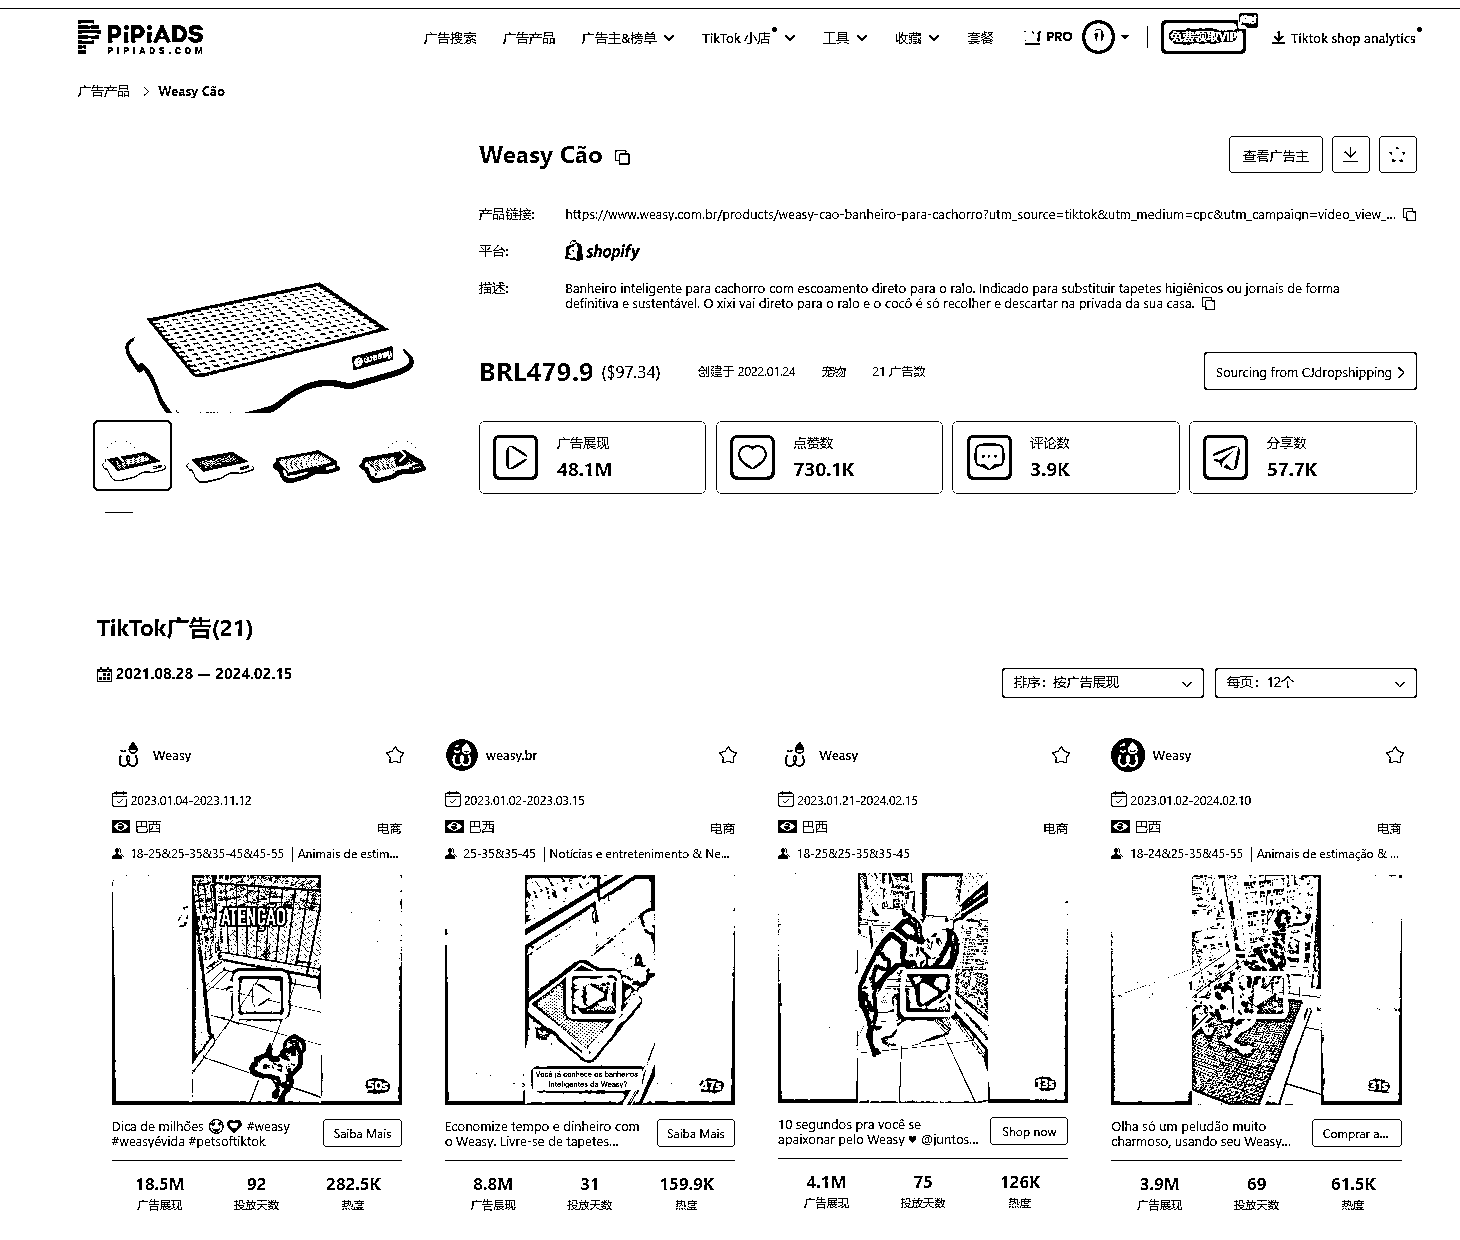 PiPiADS
PIPIADS.COM
广告搜索 广告产品 广告主&榜单 TikTok 小店 工具 收藏 套餐 PRO 免费领取VIP Tiktok shop analytics
广告产品 > Weasy Cão
Weasy Cão
查看广告主
产品链接: https://www.weasy.com.br/products/weasy-cao-banheiro-para-cachorro?utm_source=tiktok&utm_medium=cpc&utm_campaign=video_view_...
平台: shopify
描述: Banheiro inteligente para cachorro com escoamento direto para o ralo. Indicado para substituir tapetes higiênicos ou jornais de forma
definitiva e sustentável. O xixi vai direto para o ralo e o cocô é só recolher e descartar na privada da sua casa.
weasy
BRL479.9 ($97.34) 创建于 2022.01.24 宠物 21 广告数
Sourcing from CJdropshipping >
广告展现 点赞数 评论数 分享数
48.1M 730.1K 3.9K 57.7K
TikTok广告(21)
2021.08.28 — 2024.02.15
排序：按广告展现 每页：12个
Weasy weasy.br Weasy Weasy
2023.01.04-2023.11.12 2023.01.02-2023.03.15 2023.01.21-2024.02.15 2023.01.02-2024.02.10
巴西 电商 巴西 电商 巴西 电商 巴西 电商
18-25&25-35&35-45&45-55 | Animais de estim... 25-35&35-45 | Notícias e entretenimento & Ne... 18-25&25-35&35-45 18-24&25-35&45-55 | Animais de estimação & ...
ATENÇÃO
Você já conhece os banheiros
Inteligentes da Weasy?
50s 47s 13s 31s
Dica de milhões #weasy
#weasyévida #petsoftiktok
Saiba Mais
Economize tempo e dinheiro com
o Weasy. Livre-se de tapetes...
Saiba Mais
10 segundos pra você se
apaixonar pelo Weasy ♥ @juntos...
Shop now
Olha só um peludão muito
charmoso, usando seu Weasy...
Comprar a...
18.5M 92 282.5K 8.8M 31 159.9K 4.1M 75 126K 3.9M 69 61.5K
广告展现 投放天数 热度 广告展现 投放天数 热度 广告展现 投放天数 热度 广告展现 投放天数 热度